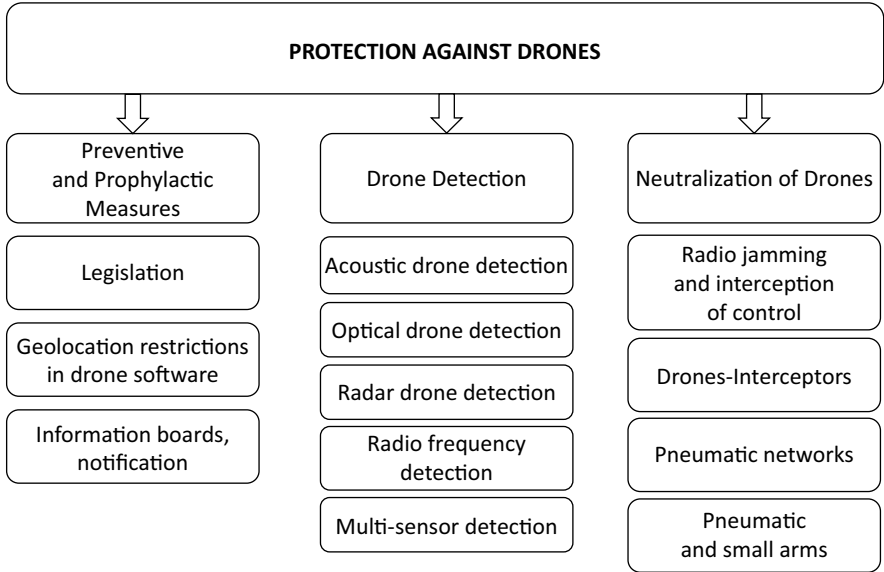 PROTECTION AGAINST DRONES
Preventive
and Prophylactic
Measures
Legislation
Geolocation restrictions
in drone software
Information boards,
notification
Drone Detection
Acoustic drone detection
Optical drone detection
Radar drone detection
Radio frequency
detection
Multi-sensor detection
Neutralization of Drones
Radio jamming
and interception
of control
Drones-Interceptors
Pneumatic networks
Pneumatic
and small arms